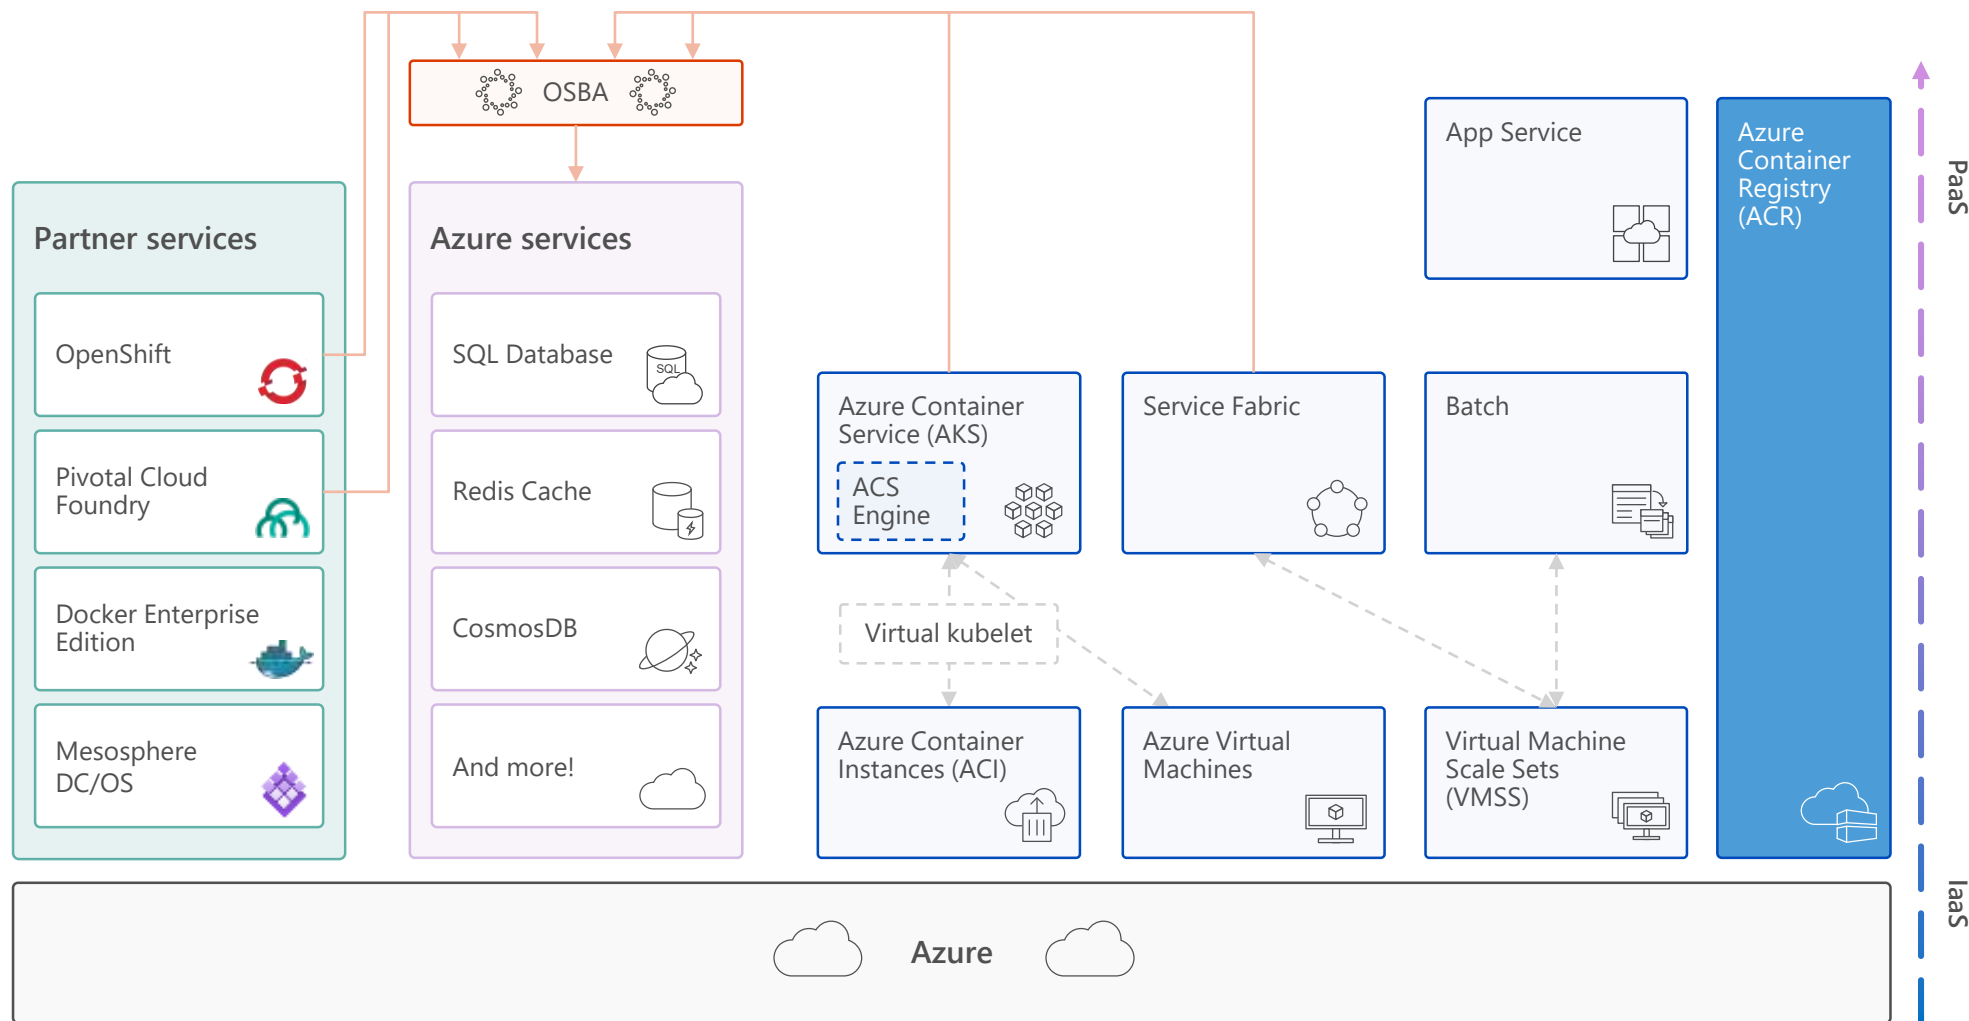 OSBA
Partner services
OpenShift
Pivotal Cloud
Foundry
Docker Enterprise
Edition
Mesosphere
DC/OS
Azure services
SQL Database
SQL
Redis Cache
CosmosDB
And more!
Azure Container
Service (AKS)
ACS
Engine
Service Fabric
App Service
Batch
Virtual kubelet
Azure Container
Instances (ACI)
Azure Virtual
Machines
Virtual Machine
Scale Sets
(VMSS)
Azure
Container
Registry
(ACR)
PaaS
IaaS
Azure